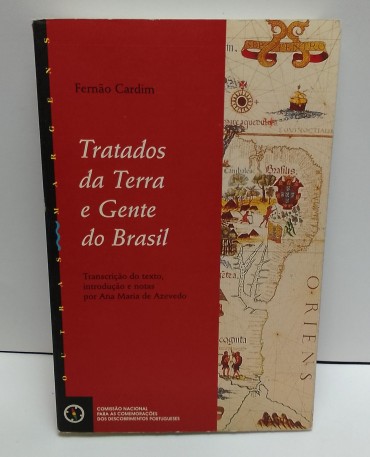 Fernão Cardim
Tratados
da Terra
e Gente
do Brasil
Transcrição do texto,
introdução e notas
por Ana Maria de Azevedo
OUTRAS MARGENS
COMISSÃO NACIONAL
PARA AS COMEMORAÇÕES
DOS DESCOBRIMENTOS PORTUGUESES
Brasilis
ORIENS